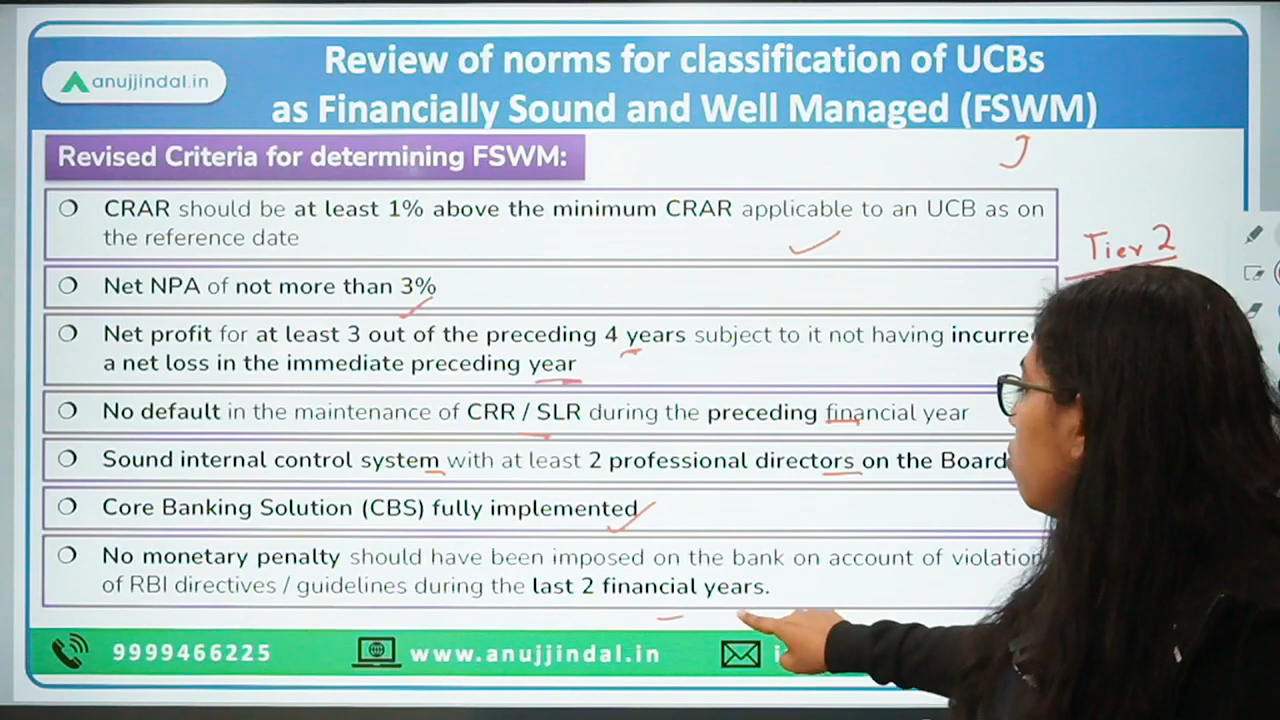 Review of norms for classification of UCBs
as Financially Sound and Well Managed (FSWM)
anujjindal.in
Revised Criteria for determining FSWM:
CRAR should be at least 1% above the minimum CRAR applicable to an UCB as on
the reference date
Tier 2
Net NPA of not more than 3%
Net profit for at least 3 out of the preceding 4 years subject to it not having incurre
a net loss in the immediate preceding year
No default in the maintenance of CRR / SLR during the preceding financial year
Sound internal control system with at least 2 professional directors on the Board
Core Banking Solution (CBS) fully implemented
No monetary penalty should have been imposed on the bank on account of violation
of RBI directives / guidelines during the last 2 financial years.
9999466225
www.anujjindal.in